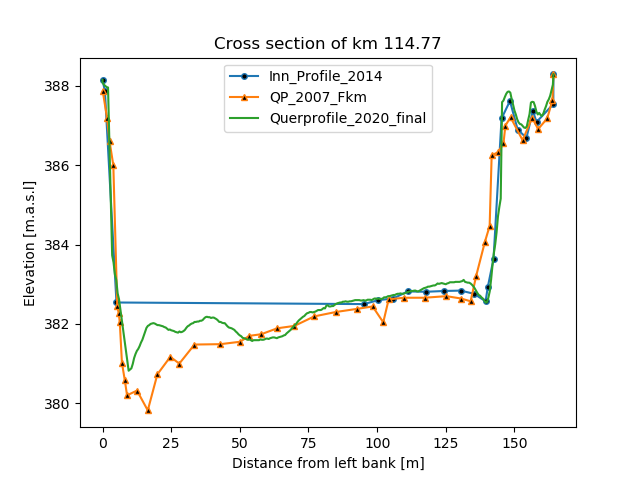 Cross section of km 114.77
Inn_Profile_2014
QP_2007_Fkm
Querprofile_2020_final
Elevation [m.a.s.l]
388
386
384
382
380
0 25 50 75 100 125 150
Distance from left bank [m]